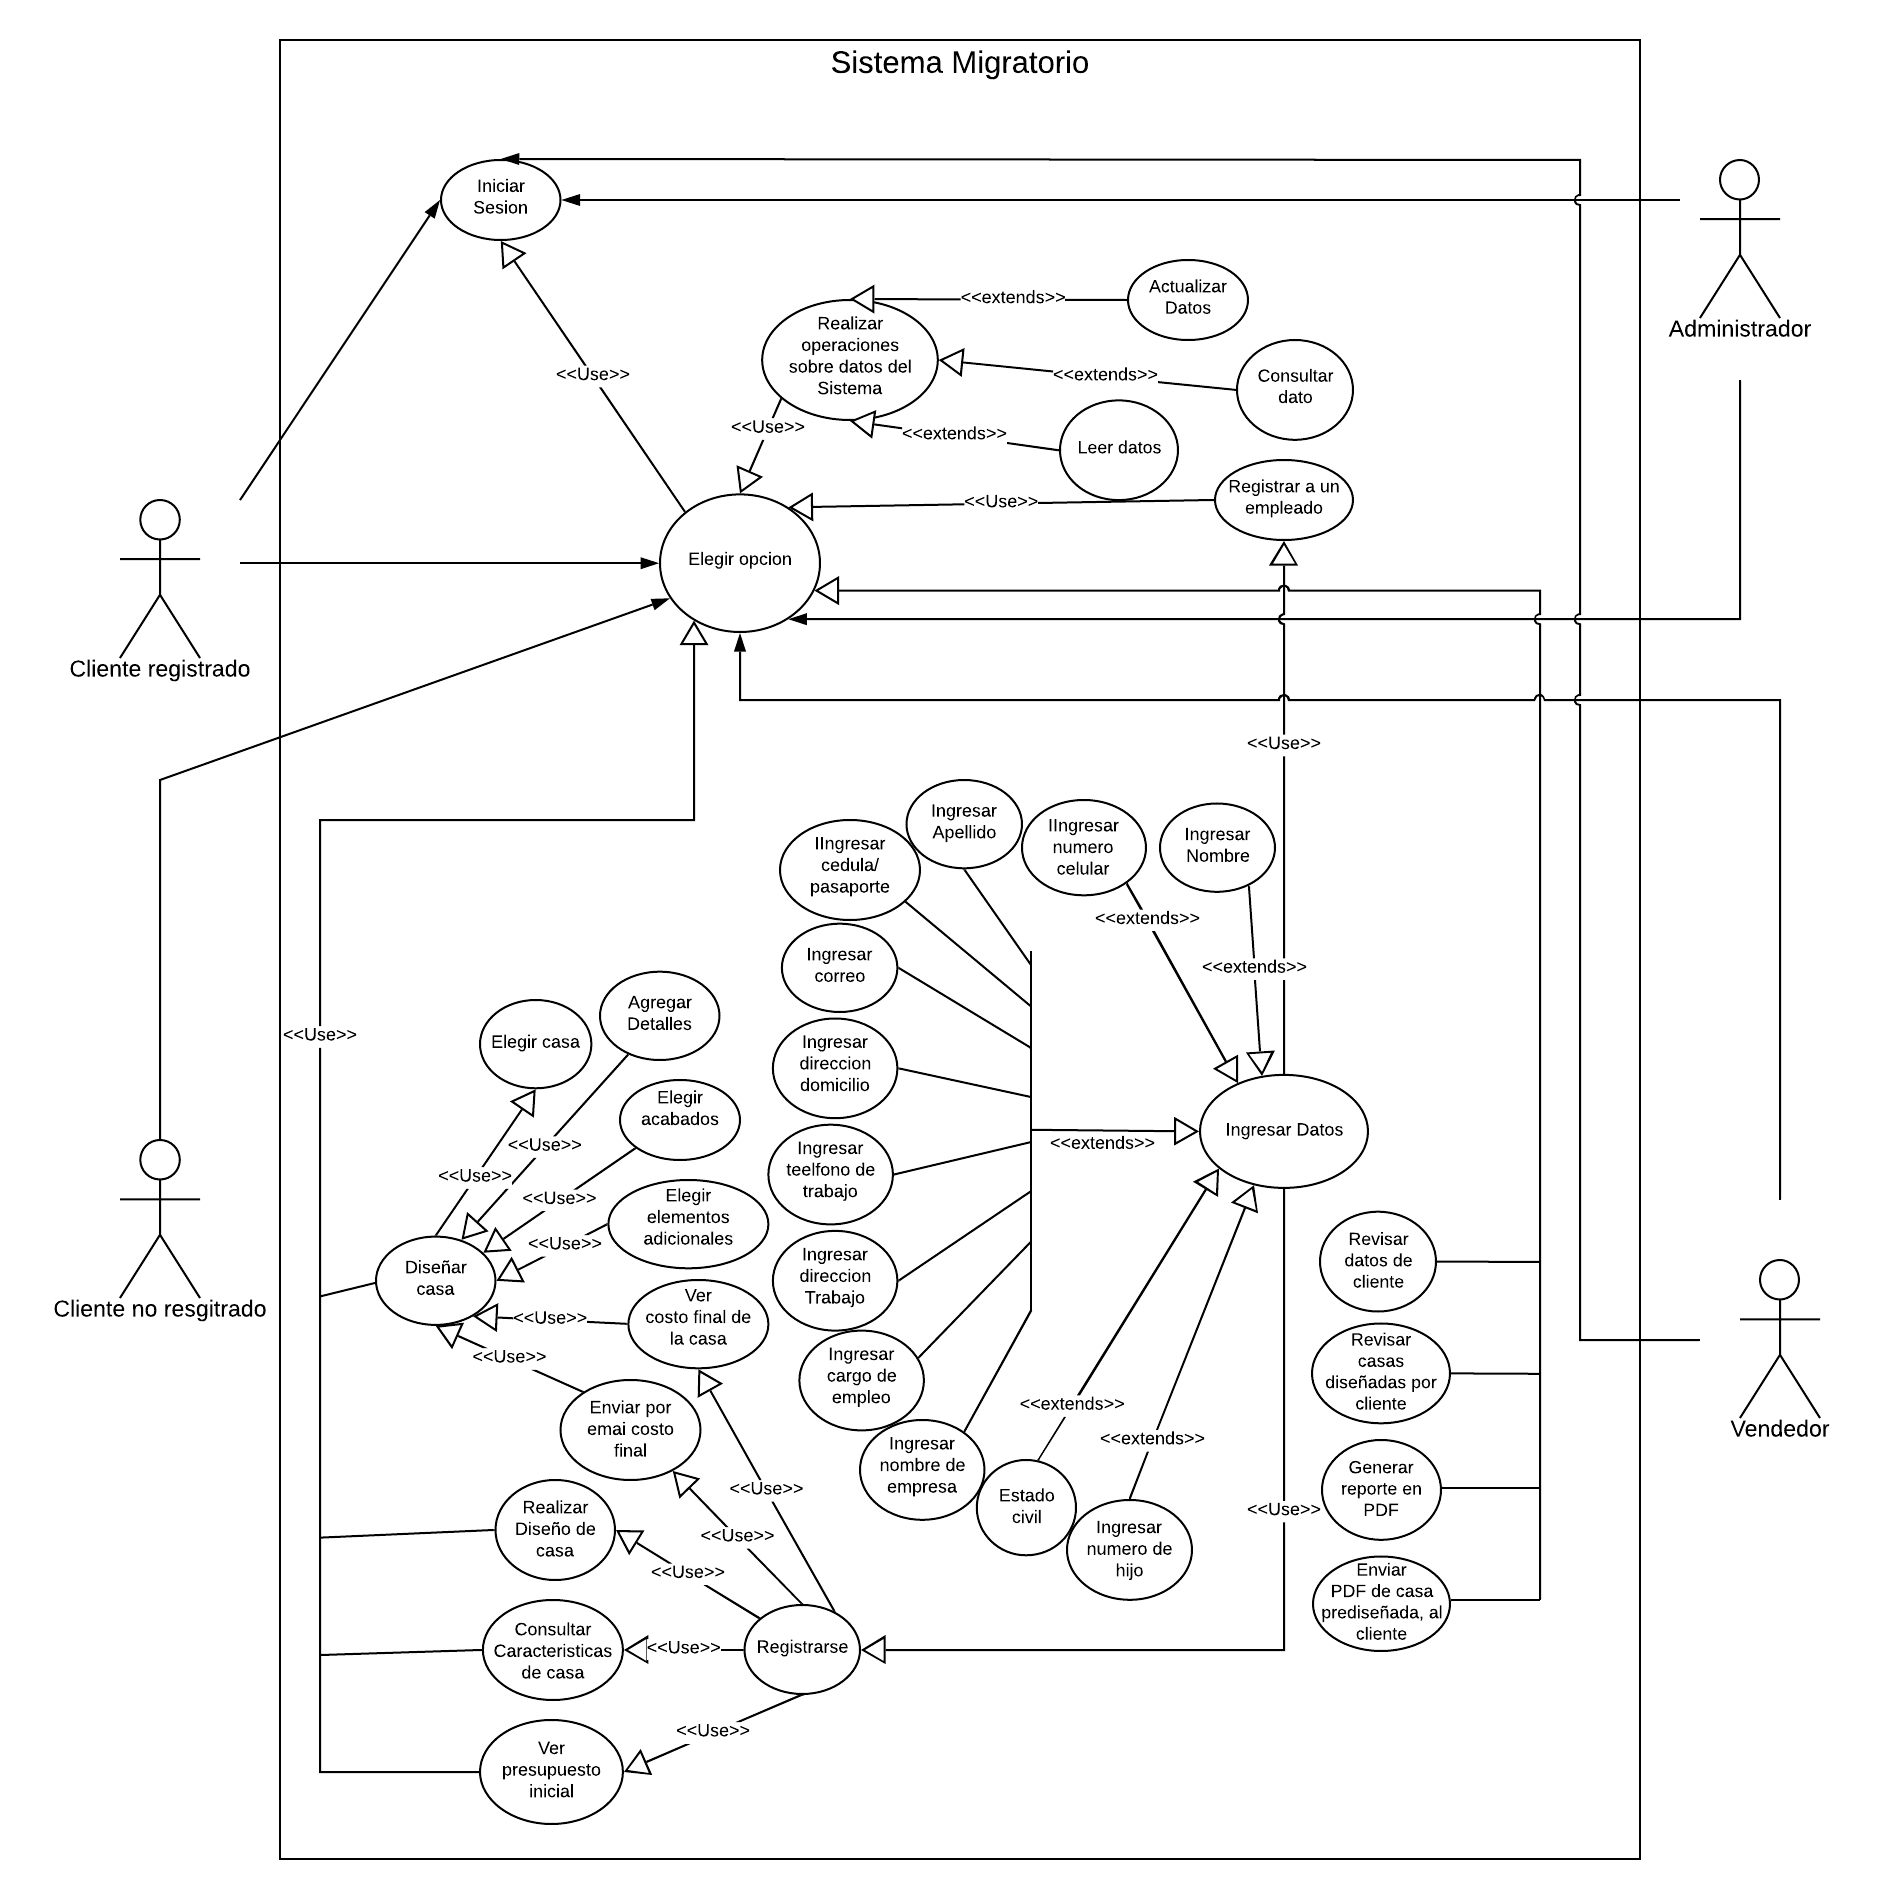 Sistema Migratorio
Iniciar
Sesion
Administrador
<<extends>>
Actualizar
Datos
Realizar
operaciones
sobre datos del
Sistema
<<Use>>
<<extends>>
Consultar
dato
<<Use>>
<<extends>>
Leer datos
<<Use>>
Registrar a un
empleado
Elegir opcion
Cliente registrado
<<Use>>
Ingresar
Apellido
IIngresar
numero
celular
Ingresar
Nombre
IIngresar
cedula/
pasaporte
<<extends>>
<<extends>>
Ingresar
correo
Agregar
Detalles
<<Use>>
Elegir casa
Ingresar
direccion
domicilio
Elegir
acabados
<<Use>>
<<Use>>
<<extends>>
Ingresar Datos
Ingresar
teelfono de
trabajo
<<Use>>
Elegir
elementos
adicionales
<<Use>>
Diseñar
casa
Ingresar
direccion
Trabajo
Revisar
datos de
cliente
Cliente no resgitrado
<<Use>>
Ver
costo final de
la casa
<<Use>>
Ingresar
cargo de
empleo
Revisar
casas
diseñadas por
cliente
Vendedor
Enviar por
emai costo
final
<<extends>>
<<extends>>
Ingresar
nombre de
empresa
Estado
civil
Ingresar
numero de
hijo
<<Use>>
Generar
reporte en
PDF
<<Use>>
<<Use>>
Realizar
Diseño de
casa
<<Use>>
Enviar
PDF de casa
prediseñada, al
cliente
Consultar
Caracteristicas
de casa
<<Use>>
Registrarse
<<Use>>
Ver
presupuesto
inicial